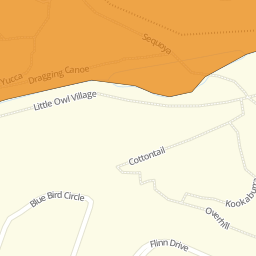 Sequoya
Yucca
Dragging Canoe
Little Owl Village
Cottontail
Blue Bird Circle
Overhill
Flinn Drive